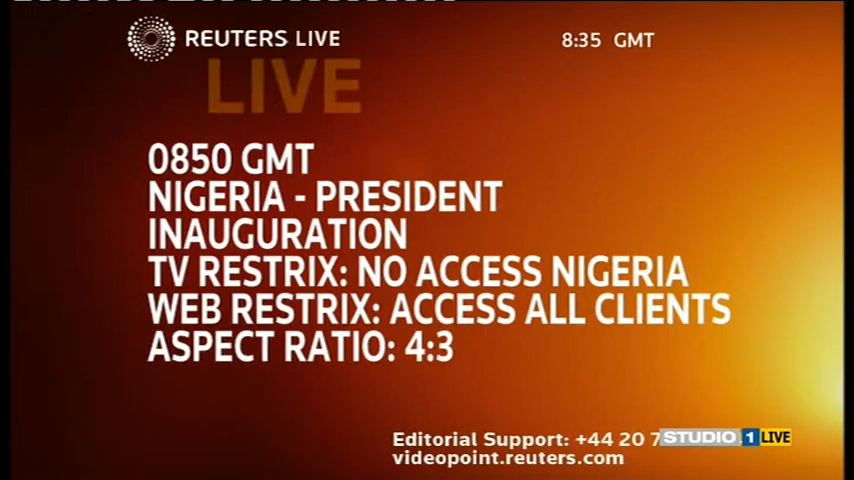 REUTERS LIVE
8:35 GMT
LIVE
0850 GMT
NIGERIA - PRESIDENT
INAUGURATION
TV RESTRIX: NO ACCESS NIGERIA
WEB RESTRIX: ACCESS ALL CLIENTS
ASPECT RATIO: 4:3
Editorial Support: +44 20 7
STUDIO 1 LIVE
videopoint.reuters.com